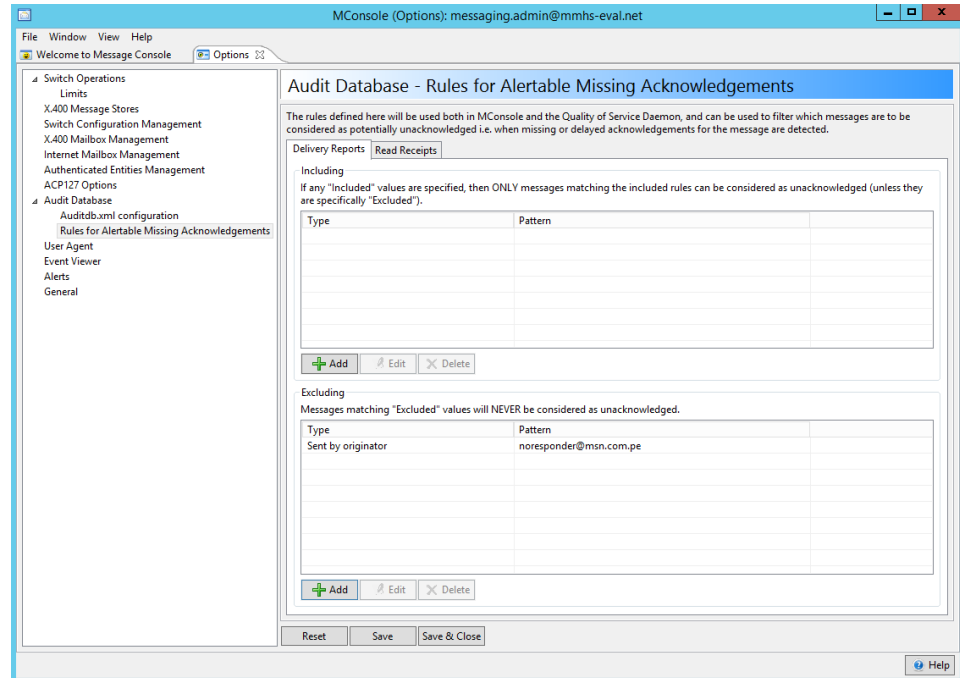 MConsole (Options): messaging.admin@mmhs-eval.net
File Window View Help
Welcome to Message Console Options
Switch Operations
Limits
X.400 Message Stores
Switch Configuration Management
X.400 Mailbox Management
Internet Mailbox Management
Authenticated Entities Management
ACP127 Options
Audit Database
Auditdb.xml configuration
Rules for Alertable Missing Acknowledgements
User Agent
Event Viewer
Alerts
General
Audit Database - Rules for Alertable Missing Acknowledgements
The rules defined here will be used both in MConsole and the Quality of Service Daemon, and can be used to filter which messages are to be
considered as potentially unacknowledged i.e. when missing or delayed acknowledgements for the message are detected.
Delivery Reports Read Receipts
Including
If any "Included" values are specified, then ONLY messages matching the included rules can be considered as unacknowledged (unless they
are specifically "Excluded").
Type Pattern
Add Edit Delete
Excluding
Messages matching "Excluded" values will NEVER be considered as unacknowledged.
Type Pattern
Sent by originator noresponder@msn.com.pe
Add Edit Delete
Reset Save Save & Close
Help